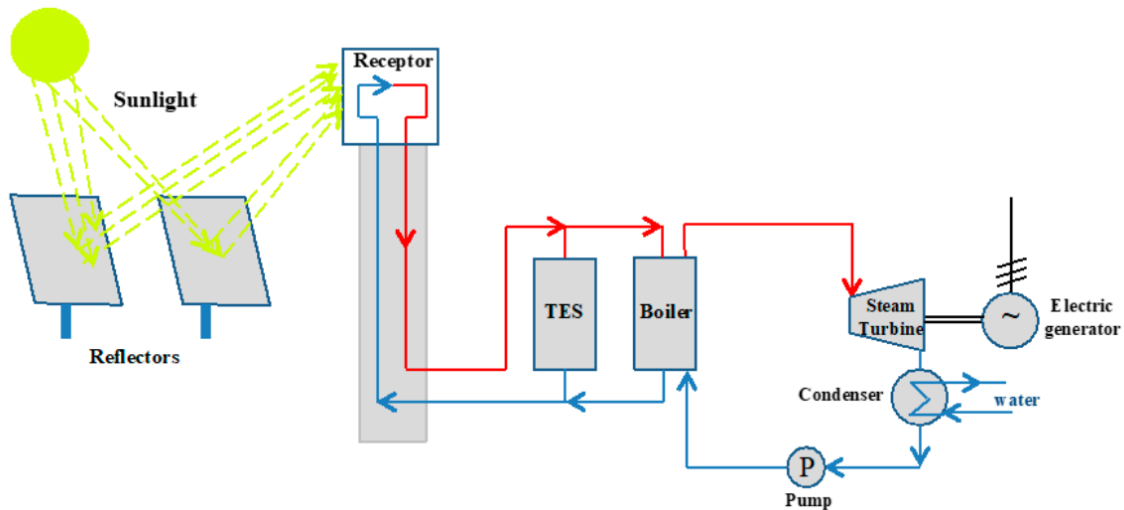 Receptor
Sunlight
TES
Boiler
Steam
Turbine
~
Electric
generator
Reflectors
Condenser
water
P
Pump